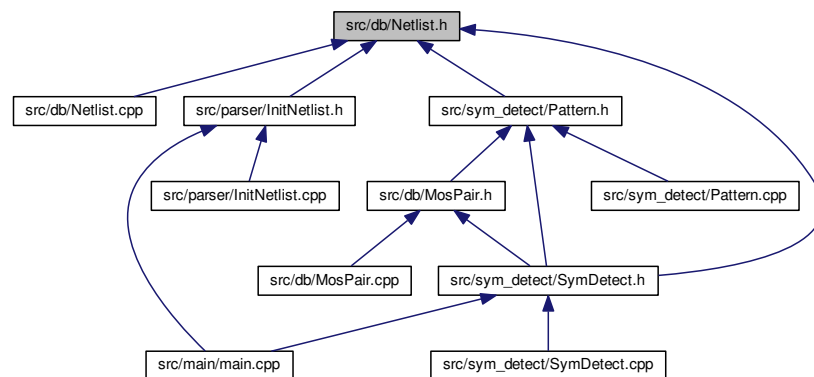 src/db/Netlist.h
src/db/Netlist.cpp
src/parser/InitNetlist.h
src/sym_detect/Pattern.h
src/parser/InitNetlist.cpp
src/db/MosPair.h
src/sym_detect/Pattern.cpp
src/db/MosPair.cpp
src/sym_detect/SymDetect.h
src/main/main.cpp
src/sym_detect/SymDetect.cpp